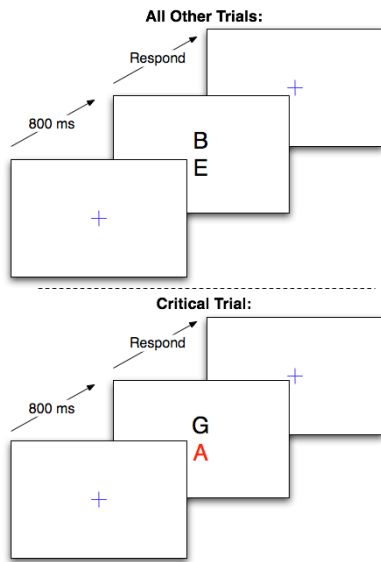 All Other Trials:
Respond
800 ms
B
E
Critical Trial:
Respond
800 ms
G
A